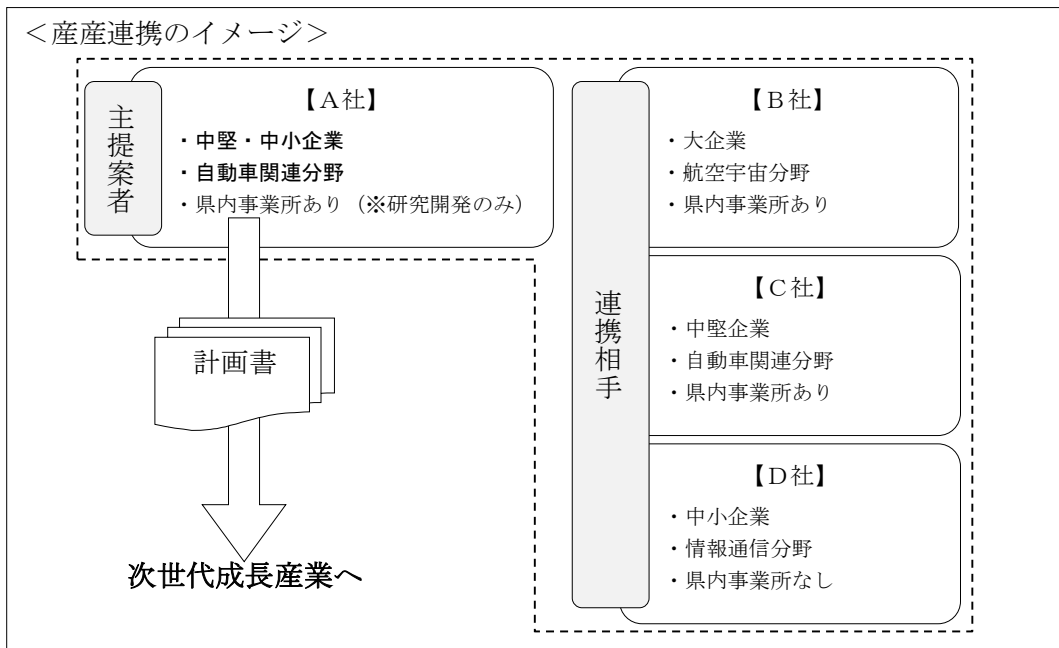 ＜産産連携のイメージ＞
主提案者
【A社】
・中堅・中小企業
・自動車関連分野
・県内事業所あり（※研究開発のみ）
計画書
次世代成長産業へ
連携相手
【B社】
・大企業
・航空宇宙分野
・県内事業所あり
【C社】
・中堅企業
・自動車関連分野
・県内事業所あり
【D社】
・中小企業
・情報通信分野
・県内事業所なし